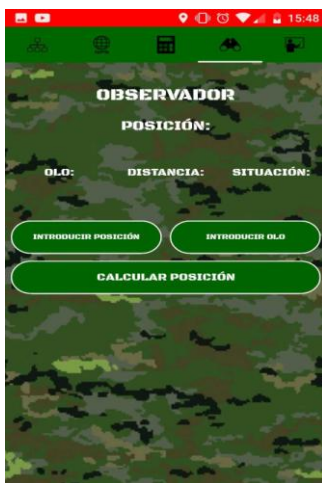 15:48
OBSERVADOR
POSICIÓN:
OLO: DISTANCIA: SITUACIÓN:
INTRODUCIR POSICIÓN INTRODUCIR OLO
CALCULAR POSICIÓN